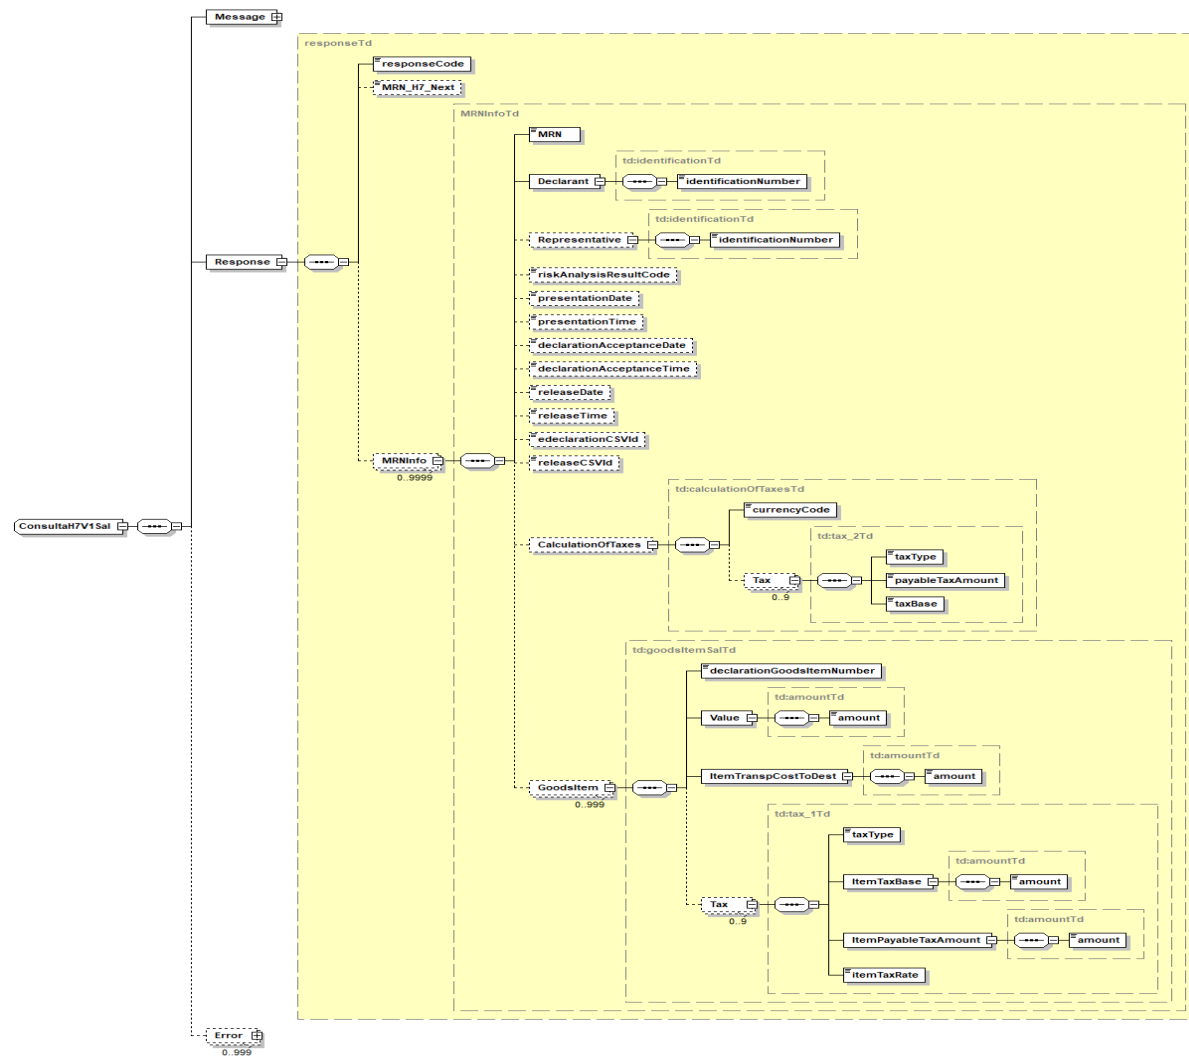 Message
responseTd
responseCode
MRN_H7_Next
MRNInfoTd
MRN
td:identificationTd
Declarant
identificationNumber
td:identificationTd
Representative
identificationNumber
Response
riskAnalysisResultCode
presentationDate
presentationTime
declarationAcceptanceDate
declarationAcceptanceTime
releaseDate
releaseTime
edeclarationCSVId
MRNInfo
releaseCSVId
0..9999
td:calculationOfTaxesTd
currencyCode
ConsultaH7V1Sal
td:tax_2Td
CalculationOfTaxes
taxType
Tax
payableTaxAmount
0..9
taxBase
td:goodsItemSalTd
declarationGoodsItemNumber
td:amountTd
Value
amount
td:amountTd
ItemTranspCostToDest
amount
GoodsItem
0..999
td:tax_1Td
taxType
td:amountTd
ItemTaxBase
amount
Tax
td:amountTd
0..9
ItemPayableTaxAmount
amount
itemTaxRate
Error
0..999